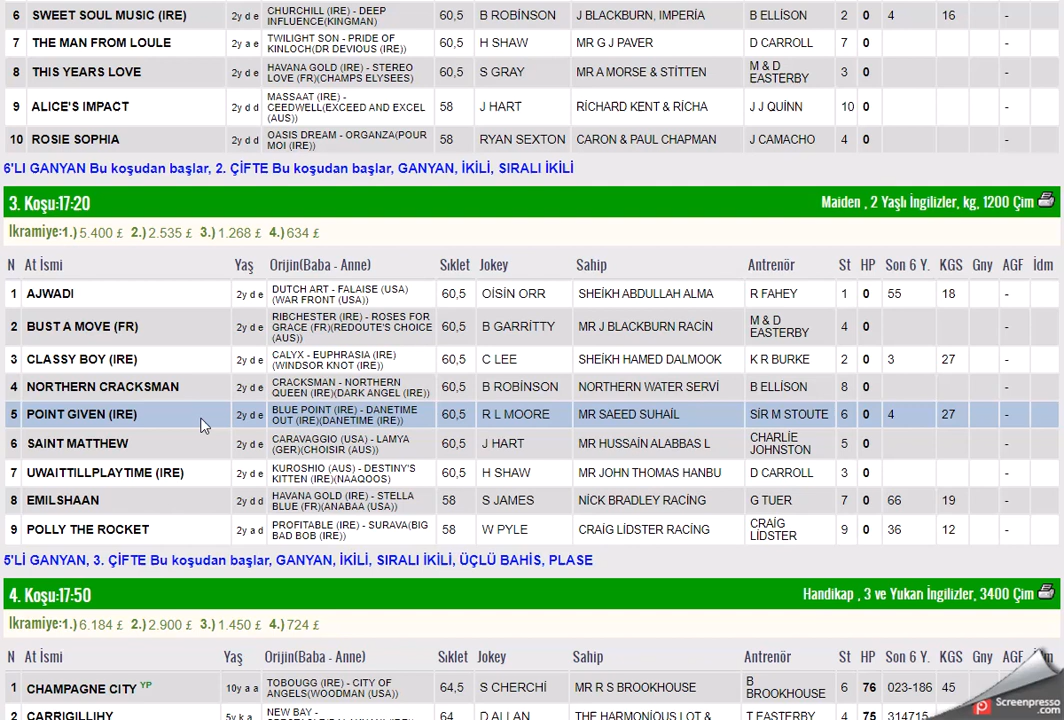 6 SWEET SOUL MUSIC (IRE) 2y d e CHURCHILL (IRE) - DEEP INFLUENCE(KINGMAN) 60,5 B ROBİNSON J BLACKBURN, IMPERİA B ELLİSON 2 0 4 16 -
7 THE MAN FROM LOULE 2y a e TWILIGHT SON - PRIDE OF KINLOCH(DR DEVIOUS (IRE)) 60,5 H SHAW MR G J PAVER D CARROLL 7 0 -
8 THIS YEARS LOVE 2y d e HAVANA GOLD (IRE) - STEREO LOVE (FR)(CHAMPS ELYSEES) 60,5 S GRAY MR A MORSE & STİTTEN M & D EASTERBY 3 0 -
9 ALICE'S IMPACT 2y d d MASSAAT (IRE) - CEEDWELL(EXCEED AND EXCEL (AUS)) 58 J HART RİCHARD KENT & RİCHA J J QUİNN 10 0 -
10 ROSIE SOPHIA 2y d d OASIS DREAM - ORGANZA(POUR MOI (IRE)) 58 RYAN SEXTON CARON & PAUL CHAPMAN J CAMACHO 4 0 -
6'LI GANYAN Bu koşudan başlar, 2. ÇİFTE Bu koşudan başlar, GANYAN, İKİLİ, SIRALI İKİLİ
3. Koşu:17:20 Maiden , 2 Yaşlı İngilizler, kg, 1200 Çim
İkramiye:1.) 5.400 £ 2.) 2.535 £ 3.) 1.268 £ 4.) 634 £
N At İsmi Yaş Orijin(Baba - Anne) Sıklet Jokey Sahip Antrenör St HP Son 6 Y. KGS Gny AGF İdm
1 AJWADI 2y d e DUTCH ART - FALAISE (USA)(WAR FRONT (USA)) 60,5 OİSİN ORR SHEİKH ABDULLAH ALMA R FAHEY 1 0 55 18 -
2 BUST A MOVE (FR) 2y d e RIBCHESTER (IRE) - ROSES FOR GRACE (FR)(REDOUTE'S CHOICE (AUS)) 60,5 B GARRİTTY MR J BLACKBURN RACİN M & D EASTERBY 4 0 -
3 CLASSY BOY (IRE) 2y d e CALYX - EUPHRASIA (IRE)(WINDSOR KNOT (IRE)) 60,5 C LEE SHEİKH HAMED DALMOOK K R BURKE 2 0 3 27 -
4 NORTHERN CRACKSMAN 2y d e CRACKSMAN - NORTHERN QUEEN (IRE)(DARK ANGEL (IRE)) 60,5 B ROBİNSON NORTHERN WATER SERVİ B ELLİSON 8 0 -
5 POINT GIVEN (IRE) 2y d e BLUE POINT (IRE) - DANETIME OUT (IRE)(DANETIME (IRE)) 60,5 R L MOORE MR SAEED SUHAİL SİR M STOUTE 6 0 4 27 -
6 SAINT MATTHEW 2y d e CARAVAGGIO (USA) - LAMYA (GER)(CHOISIR (AUS)) 60,5 J HART MR HUSSAİN ALABBAS L CHARLİE JOHNSTON 5 0 -
7 UWAITTILLPLAYTIME (IRE) 2y d e KUROSHIO (AUS) - DESTINY'S KITTEN (IRE)(NAAQOOS) 60,5 H SHAW MR JOHN THOMAS HANBU D CARROLL 3 0 -
8 EMILSHAAN 2y d d HAVANA GOLD (IRE) - STELLA BLUE (FR)(ANABAA (USA)) 58 S JAMES NİCK BRADLEY RACİNG G TUER 7 0 66 19 -
9 POLLY THE ROCKET 2y a d PROFITABLE (IRE) - SURAVA(BIG BAD BOB (IRE)) 58 W PYLE CRAİG LİDSTER RACİNG CRAİG LİDSTER 9 0 36 12 -
5'Lİ GANYAN, 3. ÇİFTE Bu koşudan başlar, GANYAN, İKİLİ, SIRALI İKİLİ, ÜÇLÜ BAHİS, PLASE
4. Koşu:17:50 Handikap , 3 ve Yukarı İngilizler, 3400 Çim
İkramiye:1.) 6.184 £ 2.) 2.900 £ 3.) 1.450 £ 4.) 724 £
N At İsmi Yaş Orijin(Baba - Anne) Sıklet Jokey Sahip Antrenör St HP Son 6 Y. KGS Gny AGF
1 CHAMPAGNE CITY YP 10y a a TOBOUGG (IRE) - CITY OF ANGELS(WOODMAN (USA)) 64,5 S CHERCHİ MR R S BROOKHOUSE B BROOKHOUSE 6 76 023-186 45
2 CARRIGILLIHY 5y k a NEW BAY - 64 D ALLAN THE HARMONİOUS LOT & T EASTERBY 4 75 314715
Screenpresso
.com